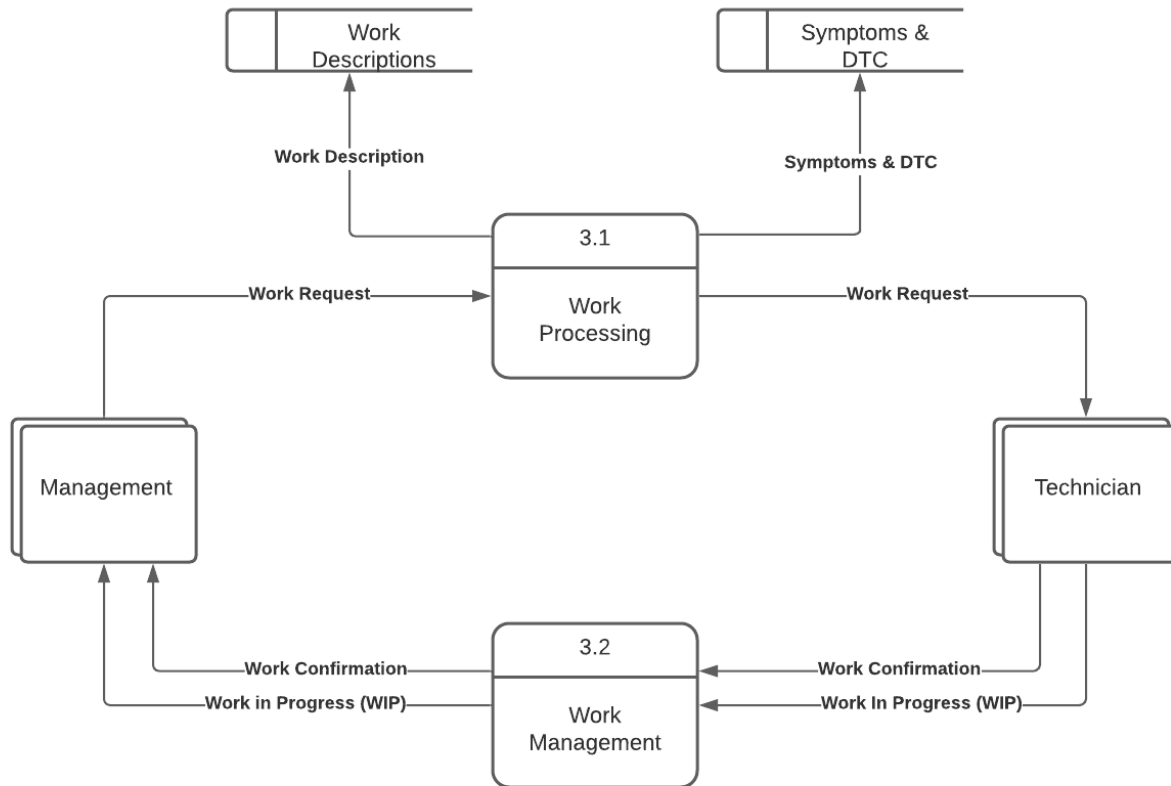 Work
Descriptions
Symptoms &
DTC
Work Description
Symptoms & DTC
3.1
Work Request
Work
Processing
Work Request
Management
Technician
3.2
Work Confirmation
Work Confirmation
Work in Progress (WIP)
Work
Management
Work In Progress (WIP)